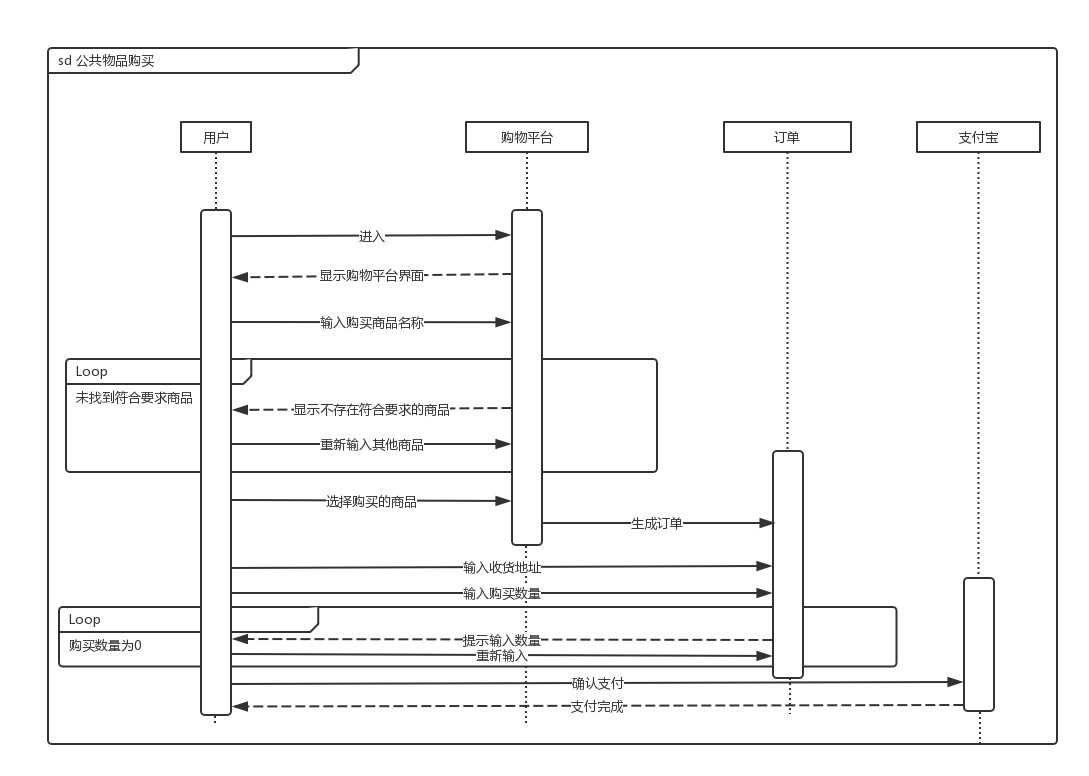 sd 公共物品购买
用户
购物平台
订单
支付宝
进入
显示购物平台界面
输入购买商品名称
Loop
未找到符合要求商品
显示不存在符合要求的商品
重新输入其他商品
选择购买的商品
生成订单
输入收货地址
输入购买数量
Loop
购买数量为0
提示输入数量
重新输入
确认支付
支付完成